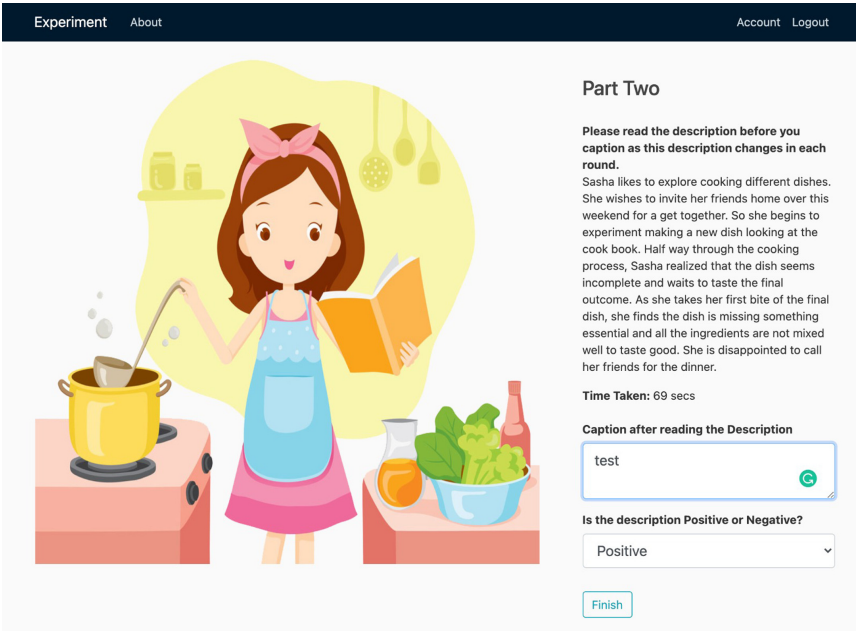 Experiment About Account Logout
Part Two
Please read the description before you
caption as this description changes in each
round.
Sasha likes to explore cooking different dishes.
She wishes to invite her friends home over this
weekend for a get together. So she begins to
experiment making a new dish looking at the
cook book. Half way through the cooking
process, Sasha realized that the dish seems
incomplete and waits to taste the final
outcome. As she takes her first bite of the final
dish, she finds the dish is missing something
essential and all the ingredients are not mixed
well to taste good. She is disappointed to call
her friends for the dinner.
Time Taken: 69 secs
Caption after reading the Description
test
Is the description Positive or Negative?
Positive
Finish